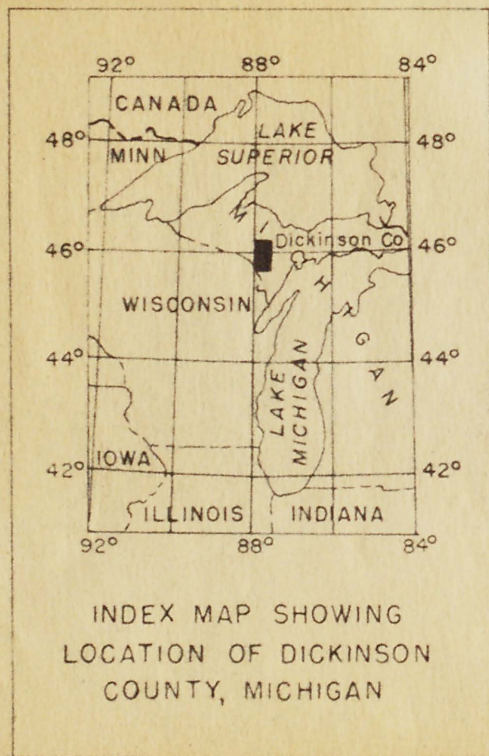 92° 88° 84°
CANADA
48° LAKE 48°
MINN SUPERIOR
MICHIGAN
46° Dickinson Co 46°
WISCONSIN
44° 44°
LAKE
MICHIGAN
IOWA
42° 42°
ILLINOIS INDIANA
92° 88° 84°
INDEX MAP SHOWING
LOCATION OF DICKINSON
COUNTY, MICHIGAN